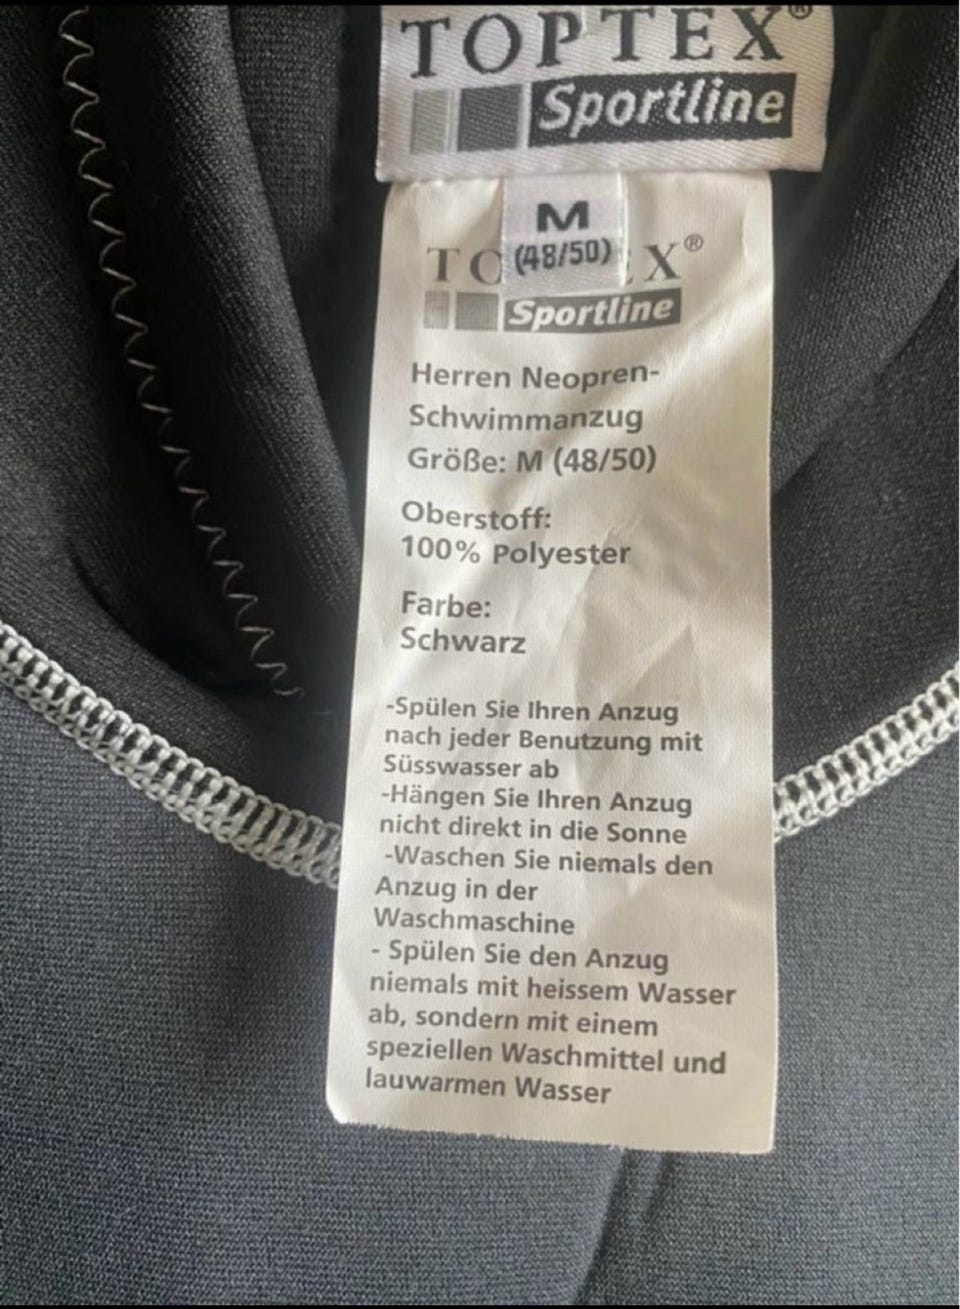 TOPTEX®
Sportline
M
(48/50)
TO EX®
Sportline
Herren Neopren-
Schwimmanzug
Größe: M (48/50)
Oberstoff:
100% Polyester
Farbe:
Schwarz
-Spülen Sie Ihren Anzug
nach jeder Benutzung mit
Süsswasser ab
-Hängen Sie Ihren Anzug
nicht direkt in die Sonne
-Waschen Sie niemals den
Anzug in der
Waschmaschine
- Spülen Sie den Anzug
niemals mit heissem Wasser
ab, sondern mit einem
speziellen Waschmittel und
lauwarmen Wasser